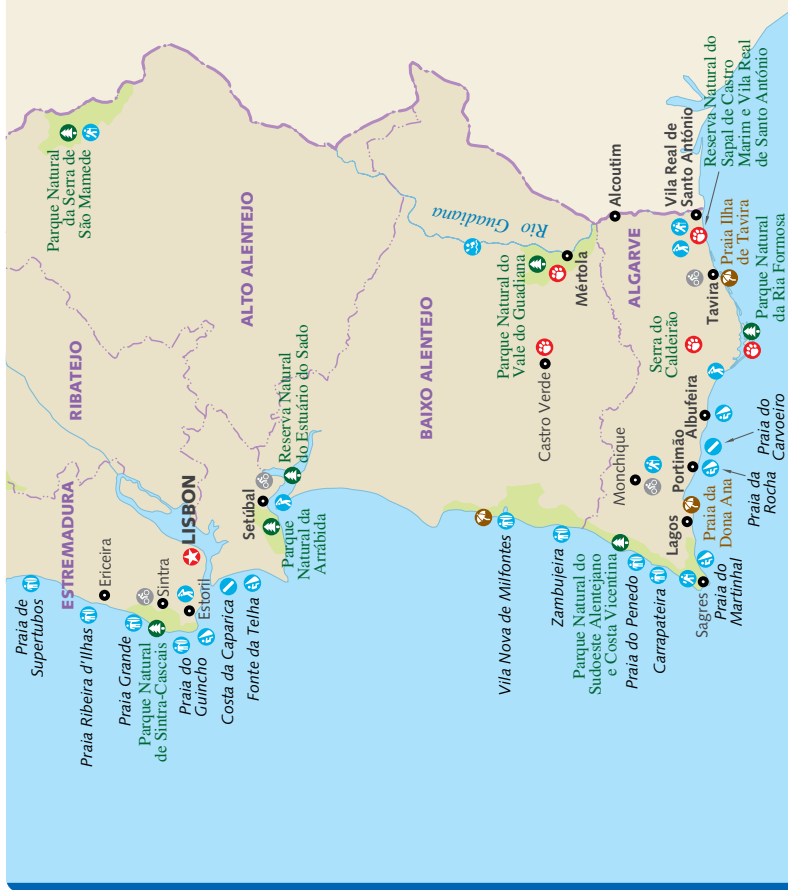 Praia de
Supertubos
ESTREMADURA
RIBATEJO
Parque Natural
da Serra de
São Mamede
Praia Ribeira d'Ilhas
Ericeira
Praia Grande
Parque Natural
de Sintra-Cascais
Sintra
LISBON
Praia do
Guincho
Estoril
Costa da Caparica
Fonte da Telha
Setúbal
Parque
Natural da
Arrábida
Reserva Natural
do Estuário do Sado
ALTO ALENTEJO
BAIXO ALENTEJO
Rio Guadiana
Parque Natural do
Vale do Guadiana
Mértola
Castro Verde
Alcoutim
ALGARVE
Vila Nova de Milfontes
Zambujeira
Parque Natural do
Sudoeste Alentejano
e Costa Vicentina
Praia do Penedo
Carrapateira
Monchique
Serra do
Caldeirão
Vila Real de
Santo António
Reserva Natural do
Sapal de Castro
Marim e Vila Real
de Santo António
Praia Ilha
de Tavira
Tavira
Parque Natural
da Ria Formosa
Albufeira
Portimão
Lagos
Sagres
Praia do
Martinhal
Praia da
Dona Ana
Praia da
Rocha
Praia do
Carvoeiro